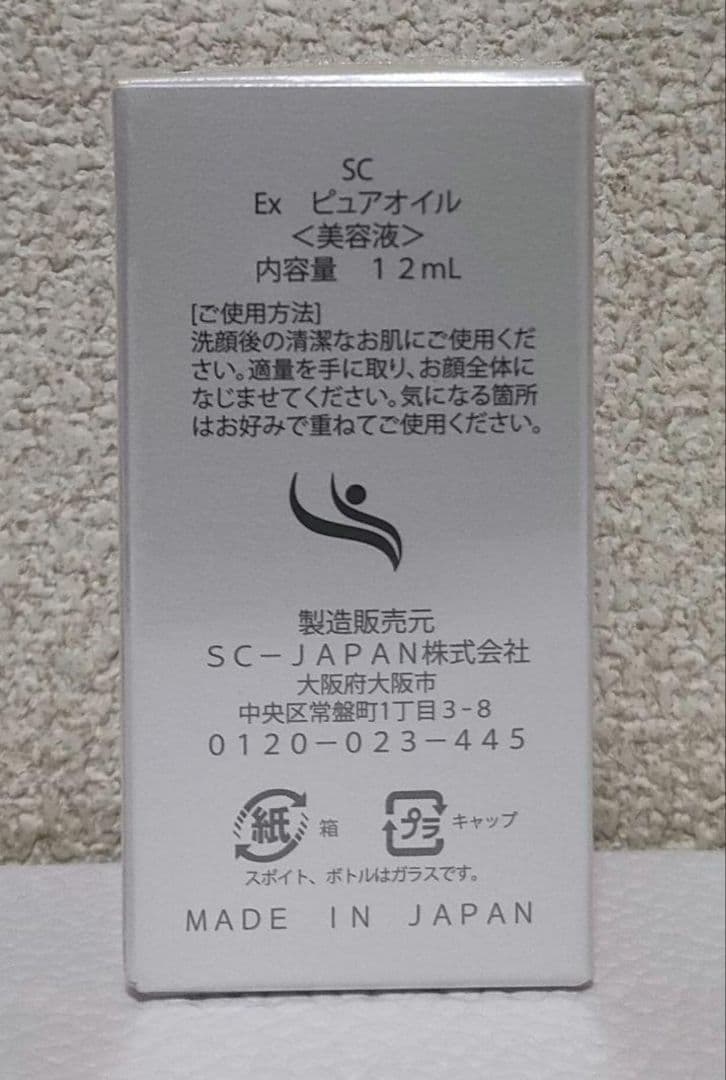 SC
Ex　ピュアオイル
＜美容液＞
内容量　１２mL
[ご使用方法]
洗顔後の清潔なお肌にご使用くだ
さい。適量を手に取り、お顔全体に
なじませてください。気になる箇所
はお好みで重ねてご使用ください。
製造販売元
ＳＣ－ＪＡＰＡＮ株式会社
大阪府大阪市
中央区常盤町1丁目３-８
０１２０－０２３－４４５
紙 箱 プラ キャップ
スポイト、ボトルはガラスです。
ＭＡＤＥ　ＩＮ　ＪＡＰＡＮ